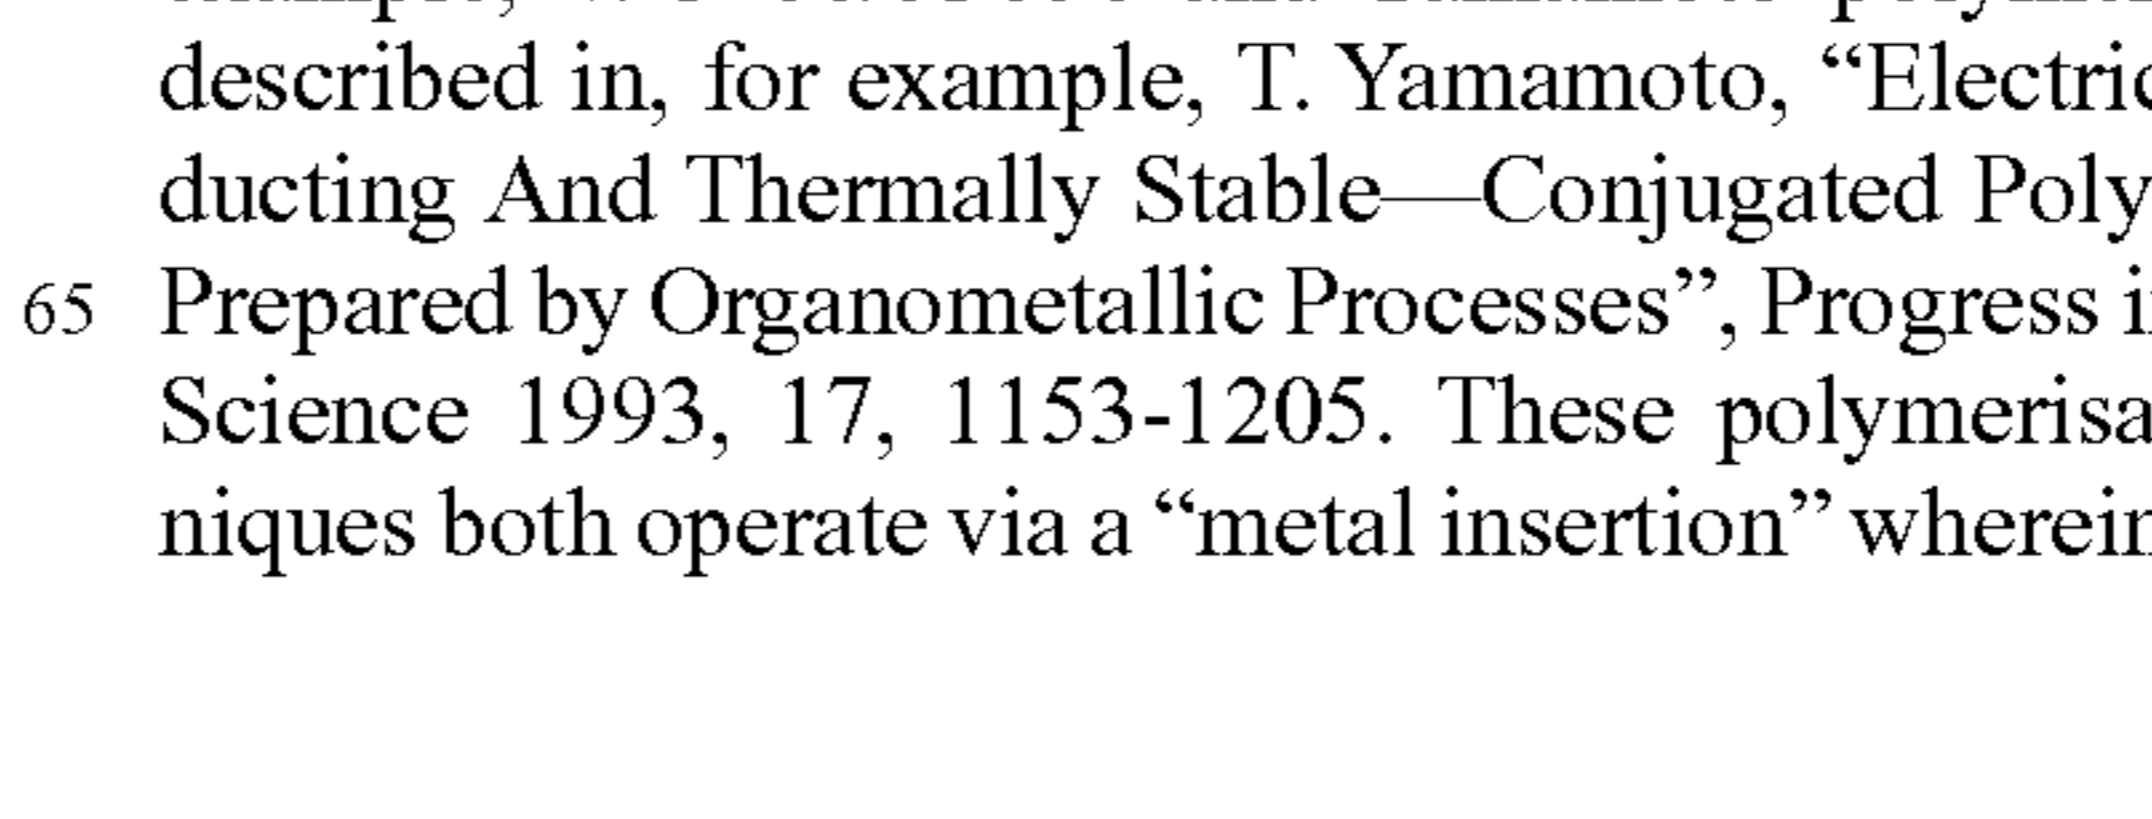 described in, for example, T. Yamamoto, “Electric
ducting And Thermally Stable—Conjugated Poly
65 Prepared by Organometallic Processes”, Progress i
Science 1993, 17, 1153-1205. These polymerisa
niques both operate via a “metal insertion” wherein